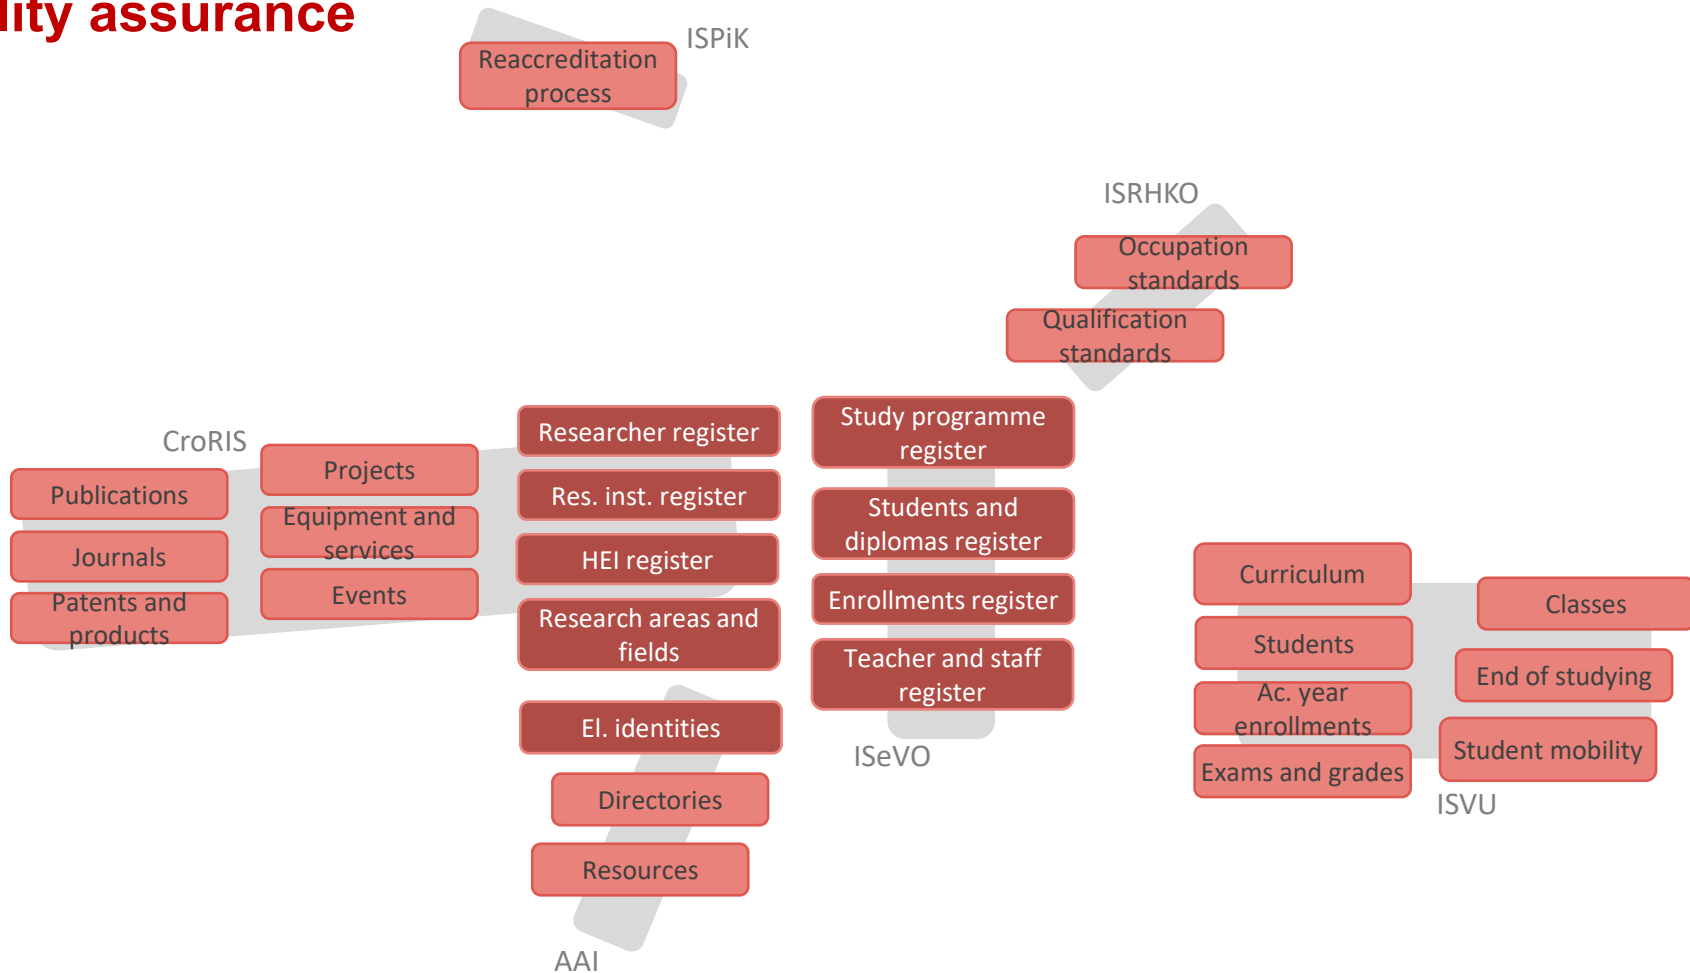 lity assurance
ISPiK
Reaccreditation
process
ISRHKO
Occupation
standards
Qualification
standards
CroRIS
Publications
Journals
Patents and
products
Projects
Equipment and
services
Events
Researcher register
Res. inst. register
HEI register
Research areas and
fields
El. identities
Directories
Resources
AAI
Study programme
register
Students and
diplomas register
Enrollments register
Teacher and staff
register
ISeVO
Curriculum
Students
Ac. year
enrollments
Exams and grades
Classes
End of studying
Student mobility
ISVU